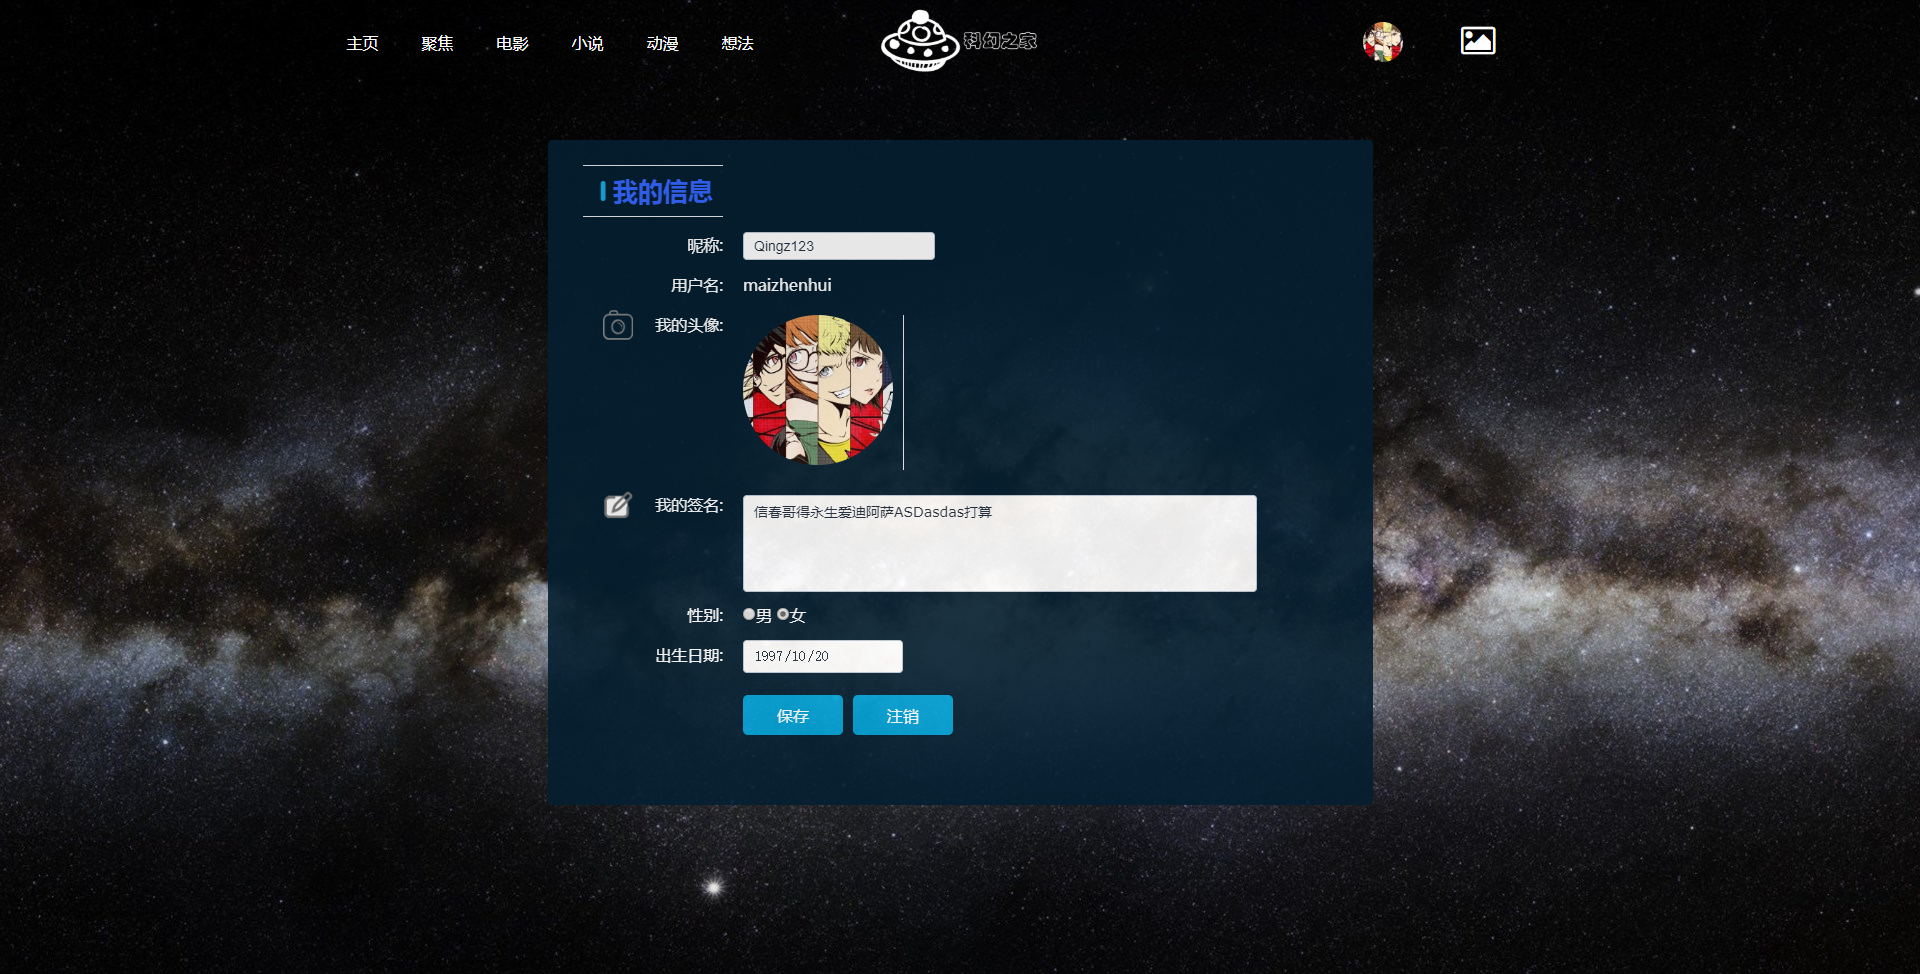 主页 聚焦 电影 小说 动漫 想法 科幻之家
我的信息
昵称: Qingz123
用户名: maizhenhui
我的头像:
我的签名: 信春哥得永生爱迪阿萨ASDasdas打算
性别: 男 女
出生日期: 1997/10/20
保存 注销